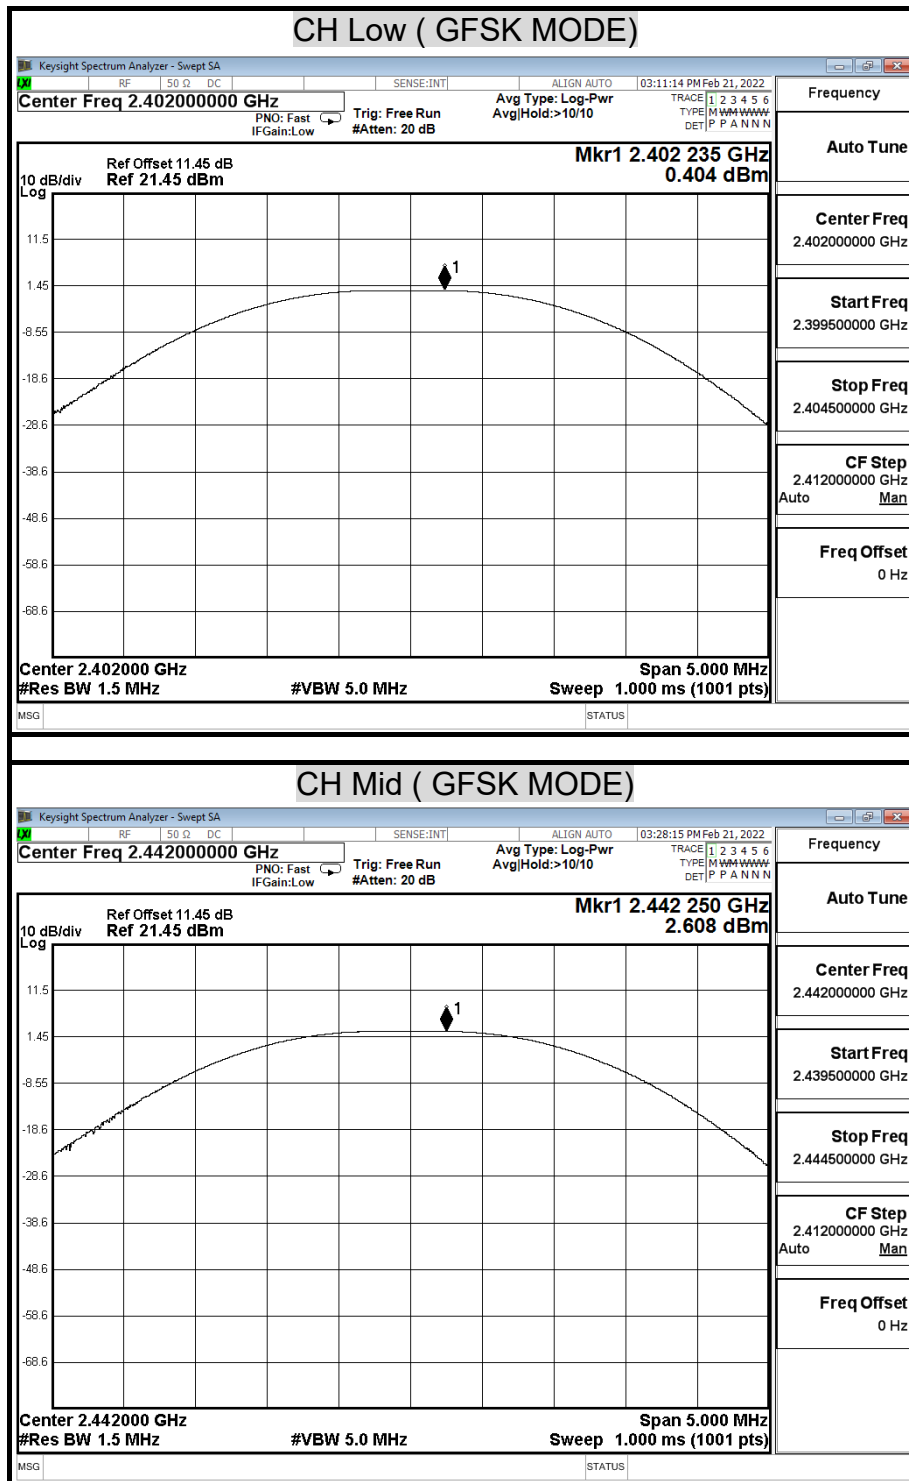 CH Low ( GFSK MODE)
Keysight Spectrum Analyzer - Swept SA
LXI RF 50 Ω DC SENSE:INT ALIGN AUTO 03:11:14 PM Feb 21, 2022
Center Freq 2.402000000 GHz
PNO: Fast
IFGain:Low
Trig: Free Run
#Atten: 20 dB
Avg Type: Log-Pwr
Avg|Hold:>10/10
TRACE 1 2 3 4 5 6
TYPE M WM WWWW
DET P P A N N N
Frequency
Auto Tune
Ref Offset 11.45 dB
10 dB/div Ref 21.45 dBm
Log
Mkr1 2.402 235 GHz
0.404 dBm
1
11.5
1.45
-8.55
-18.6
-28.6
-38.6
-48.6
-58.6
-68.6
Center Freq
2.402000000 GHz
Start Freq
2.399500000 GHz
Stop Freq
2.404500000 GHz
CF Step
2.412000000 GHz
Auto Man
Freq Offset
0 Hz
Center 2.402000 GHz Span 5.000 MHz
#Res BW 1.5 MHz #VBW 5.0 MHz Sweep 1.000 ms (1001 pts)
MSG STATUS
CH Mid ( GFSK MODE)
Keysight Spectrum Analyzer - Swept SA
LXI RF 50 Ω DC SENSE:INT ALIGN AUTO 03:28:15 PM Feb 21, 2022
Center Freq 2.442000000 GHz
PNO: Fast
IFGain:Low
Trig: Free Run
#Atten: 20 dB
Avg Type: Log-Pwr
Avg|Hold:>10/10
TRACE 1 2 3 4 5 6
TYPE M WM WWWW
DET P P A N N N
Frequency
Auto Tune
Ref Offset 11.45 dB
10 dB/div Ref 21.45 dBm
Log
Mkr1 2.442 250 GHz
2.608 dBm
1
11.5
1.45
-8.55
-18.6
-28.6
-38.6
-48.6
-58.6
-68.6
Center Freq
2.442000000 GHz
Start Freq
2.439500000 GHz
Stop Freq
2.444500000 GHz
CF Step
2.412000000 GHz
Auto Man
Freq Offset
0 Hz
Center 2.442000 GHz Span 5.000 MHz
#Res BW 1.5 MHz #VBW 5.0 MHz Sweep 1.000 ms (1001 pts)
MSG STATUS